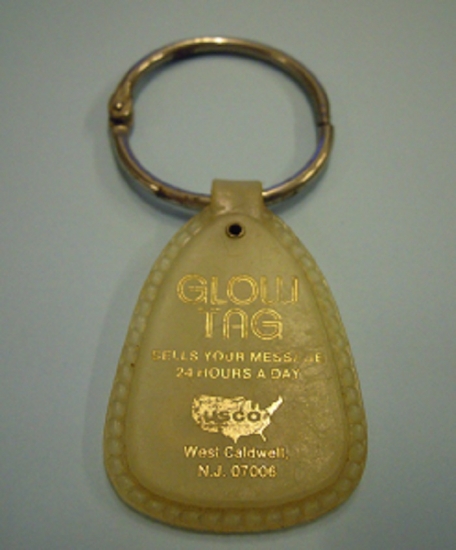 GLOW
TAG
SELLS YOUR MESSAGE
24 HOURS A DAY
USCO
West Caldwell,
N.J. 07006